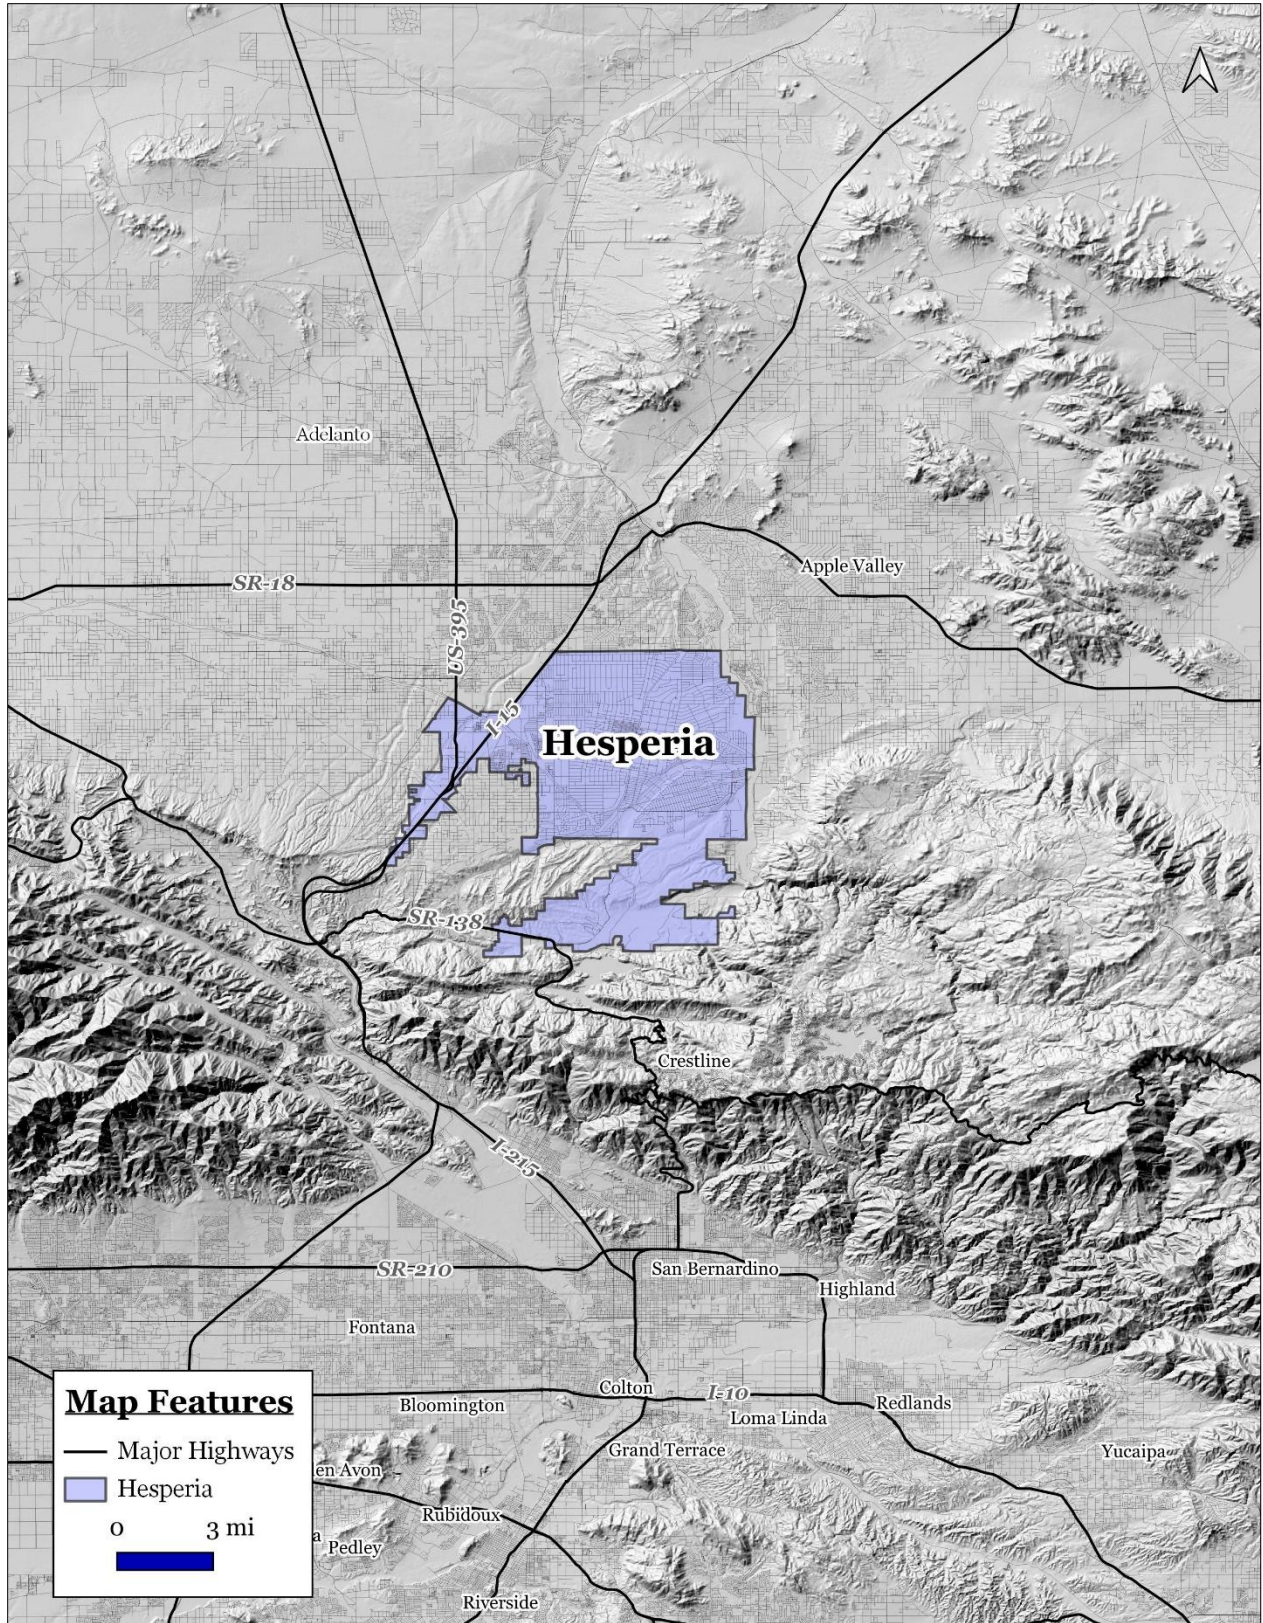 Adelanto
SR-18
US-395
Apple Valley
I-15
Hesperia
SR-138
Crestline
I-215
SR-210
San Bernardino
Highland
Fontana
Colton
I-10
Bloomington
Loma Linda
Redlands
Grand Terrace
Yucaipa
len Avon
Rubidoux
a
Pedley
Riverside
Map Features
Major Highways
Hesperia
0 3 mi